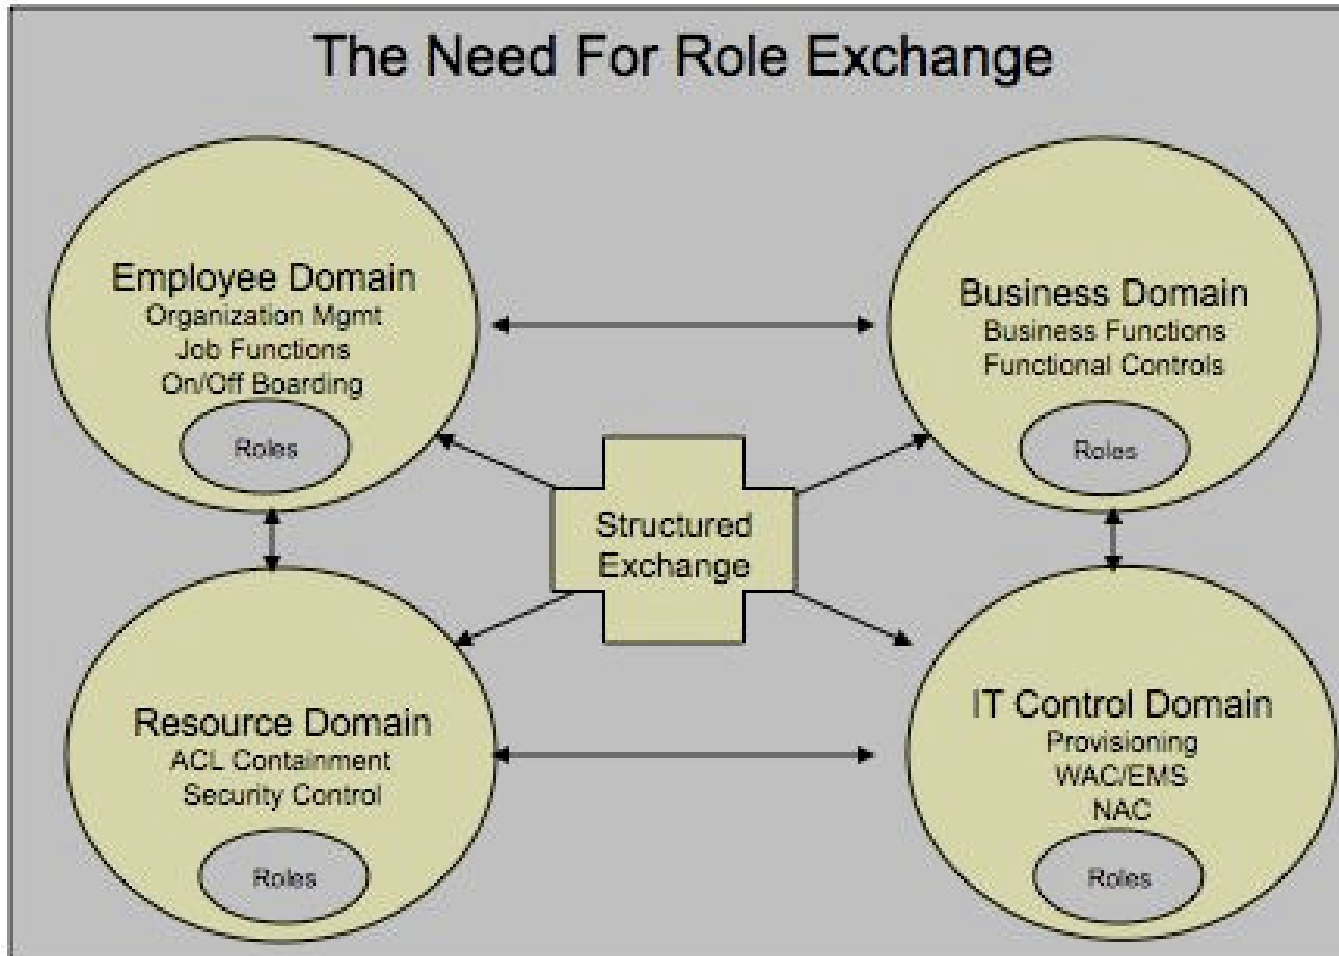 The Need For Role Exchange
Employee Domain
Organization Mgmt
Job Functions
On/Off Boarding
Roles
Business Domain
Business Functions
Functional Controls
Roles
Structured
Exchange
Resource Domain
ACL Containment
Security Control
Roles
IT Control Domain
Provisioning
WAC/EMS
NAC
Roles